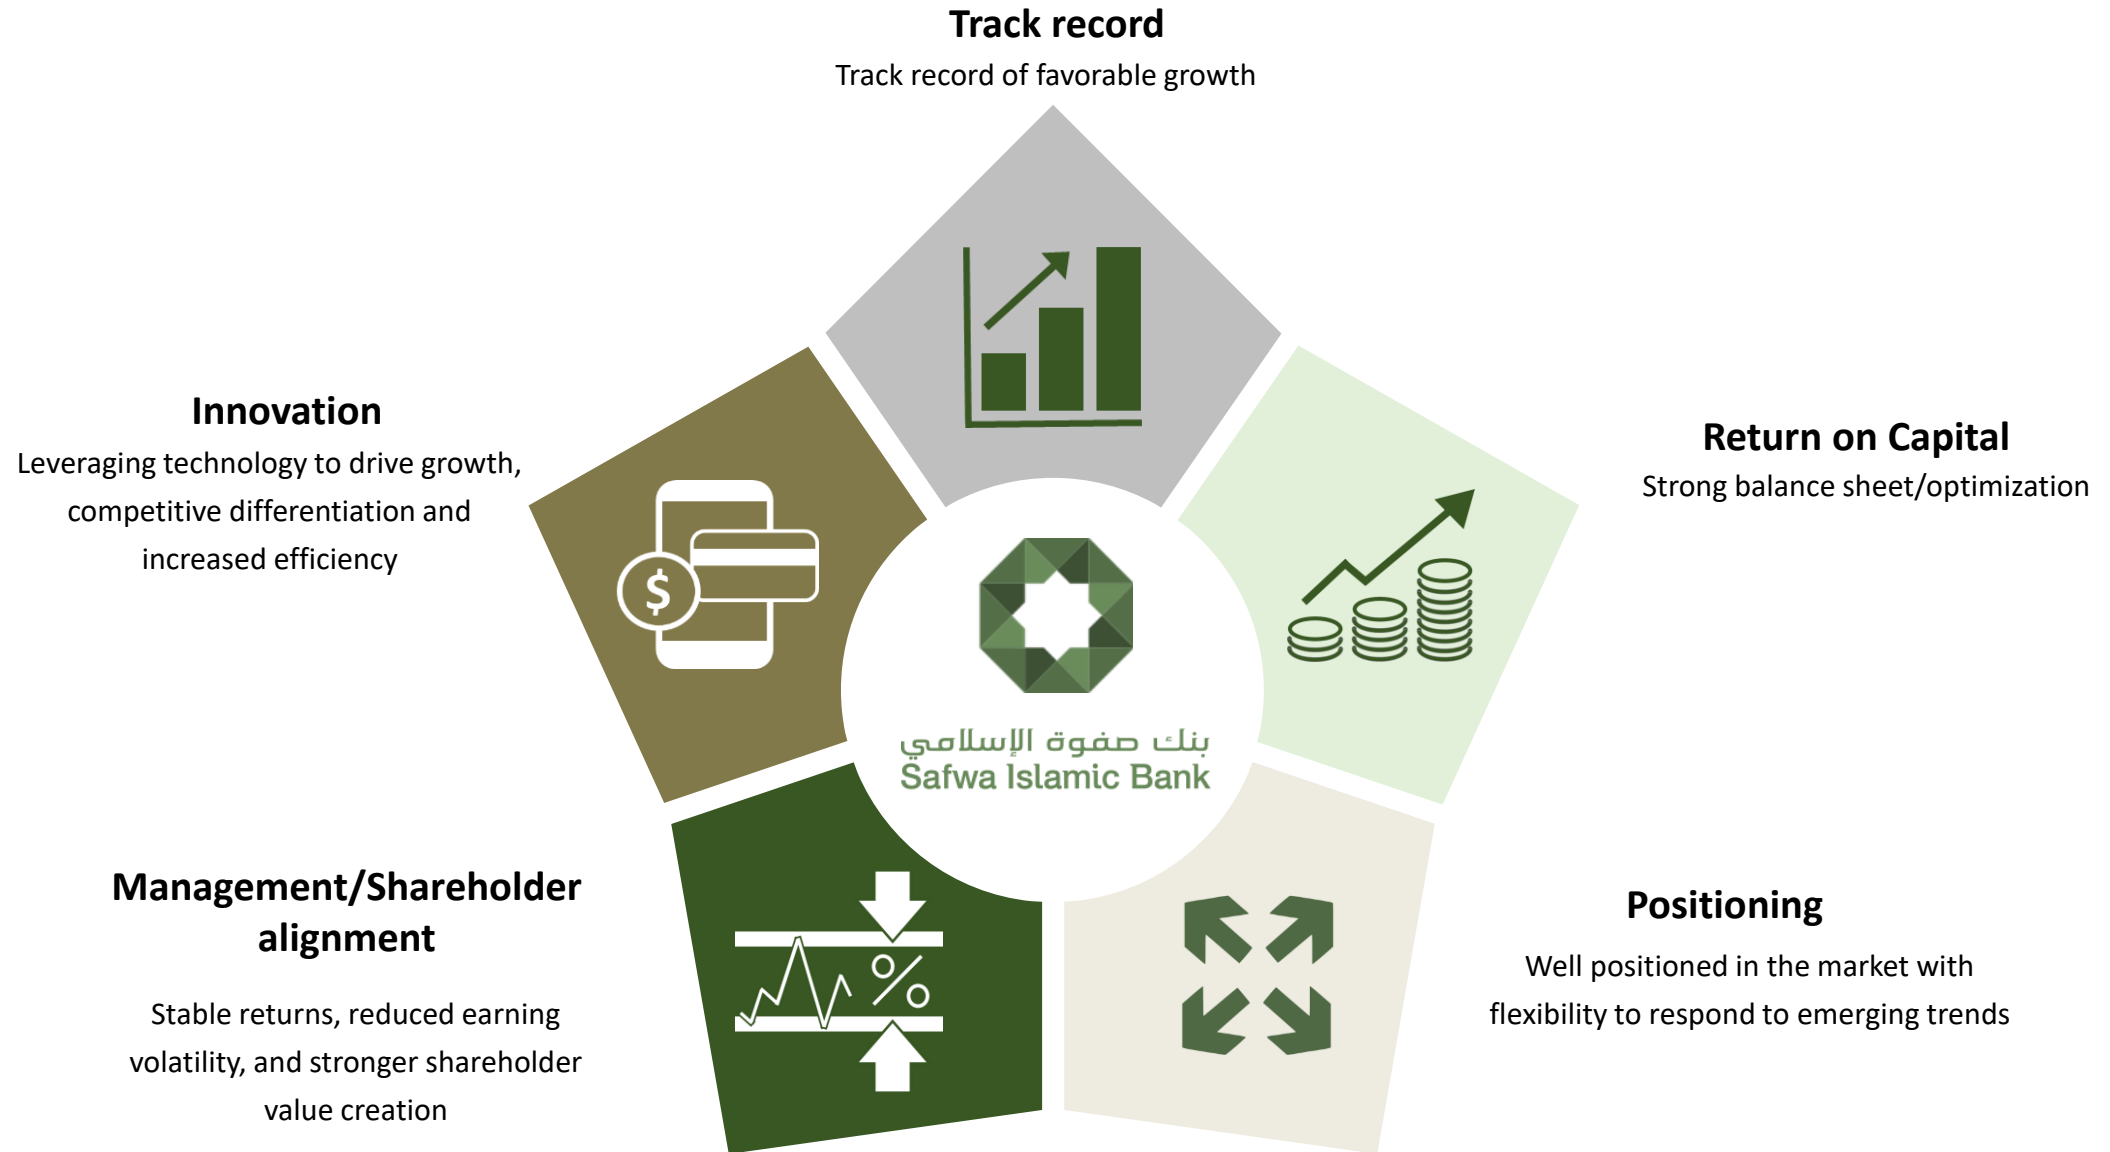 Track record
Track record of favorable growth
Innovation
Leveraging technology to drive growth,
competitive differentiation and
increased efficiency
$
Return on Capital
Strong balance sheet/optimization
بنك صفوة الإسلامي
Safwa Islamic Bank
Management/Shareholder
alignment
Stable returns, reduced earning
volatility, and stronger shareholder
value creation
%
Positioning
Well positioned in the market with
flexibility to respond to emerging trends